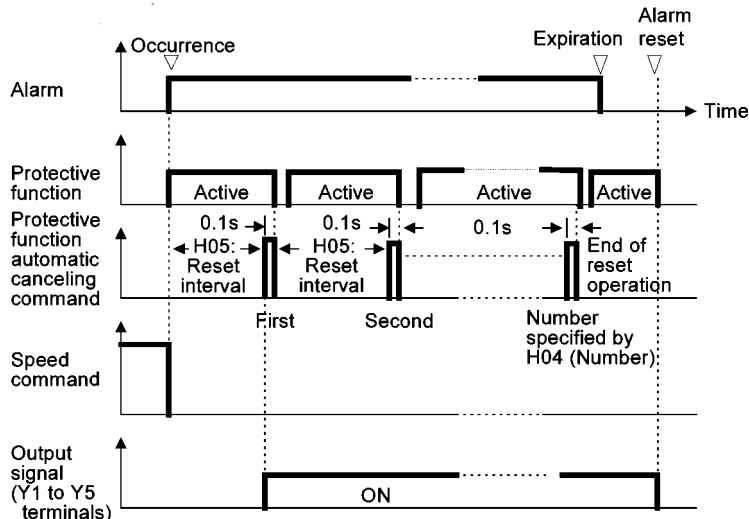 Alarm
reset
Occurrence
Expiration
Alarm
Time
Protective
function
Active
Active
Active
Active
Protective
function
automatic
canceling
command
0.1s
0.1s
0.1s
H05:
Reset
interval
H05:
Reset
interval
End of
reset
operation
First
Second
Number
specified by
H04 (Number)
Speed
command
Output
signal
(Y1 to Y5
terminals)
ON